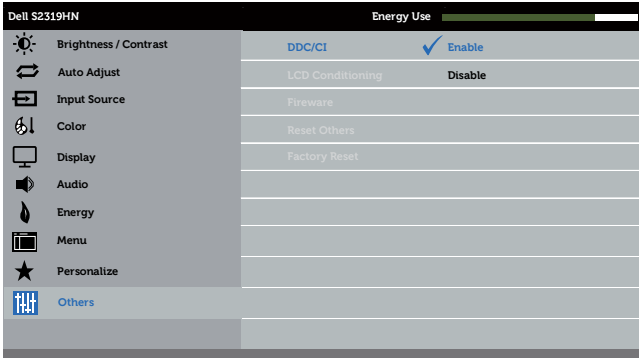 Dell S2319HN Energy Use
Brightness / Contrast DDC/CI Enable
Auto Adjust LCD Conditioning Disable
Input Source Fireware
Color Reset Others
Display Factory Reset
Audio
Energy
Menu
Personalize
Others